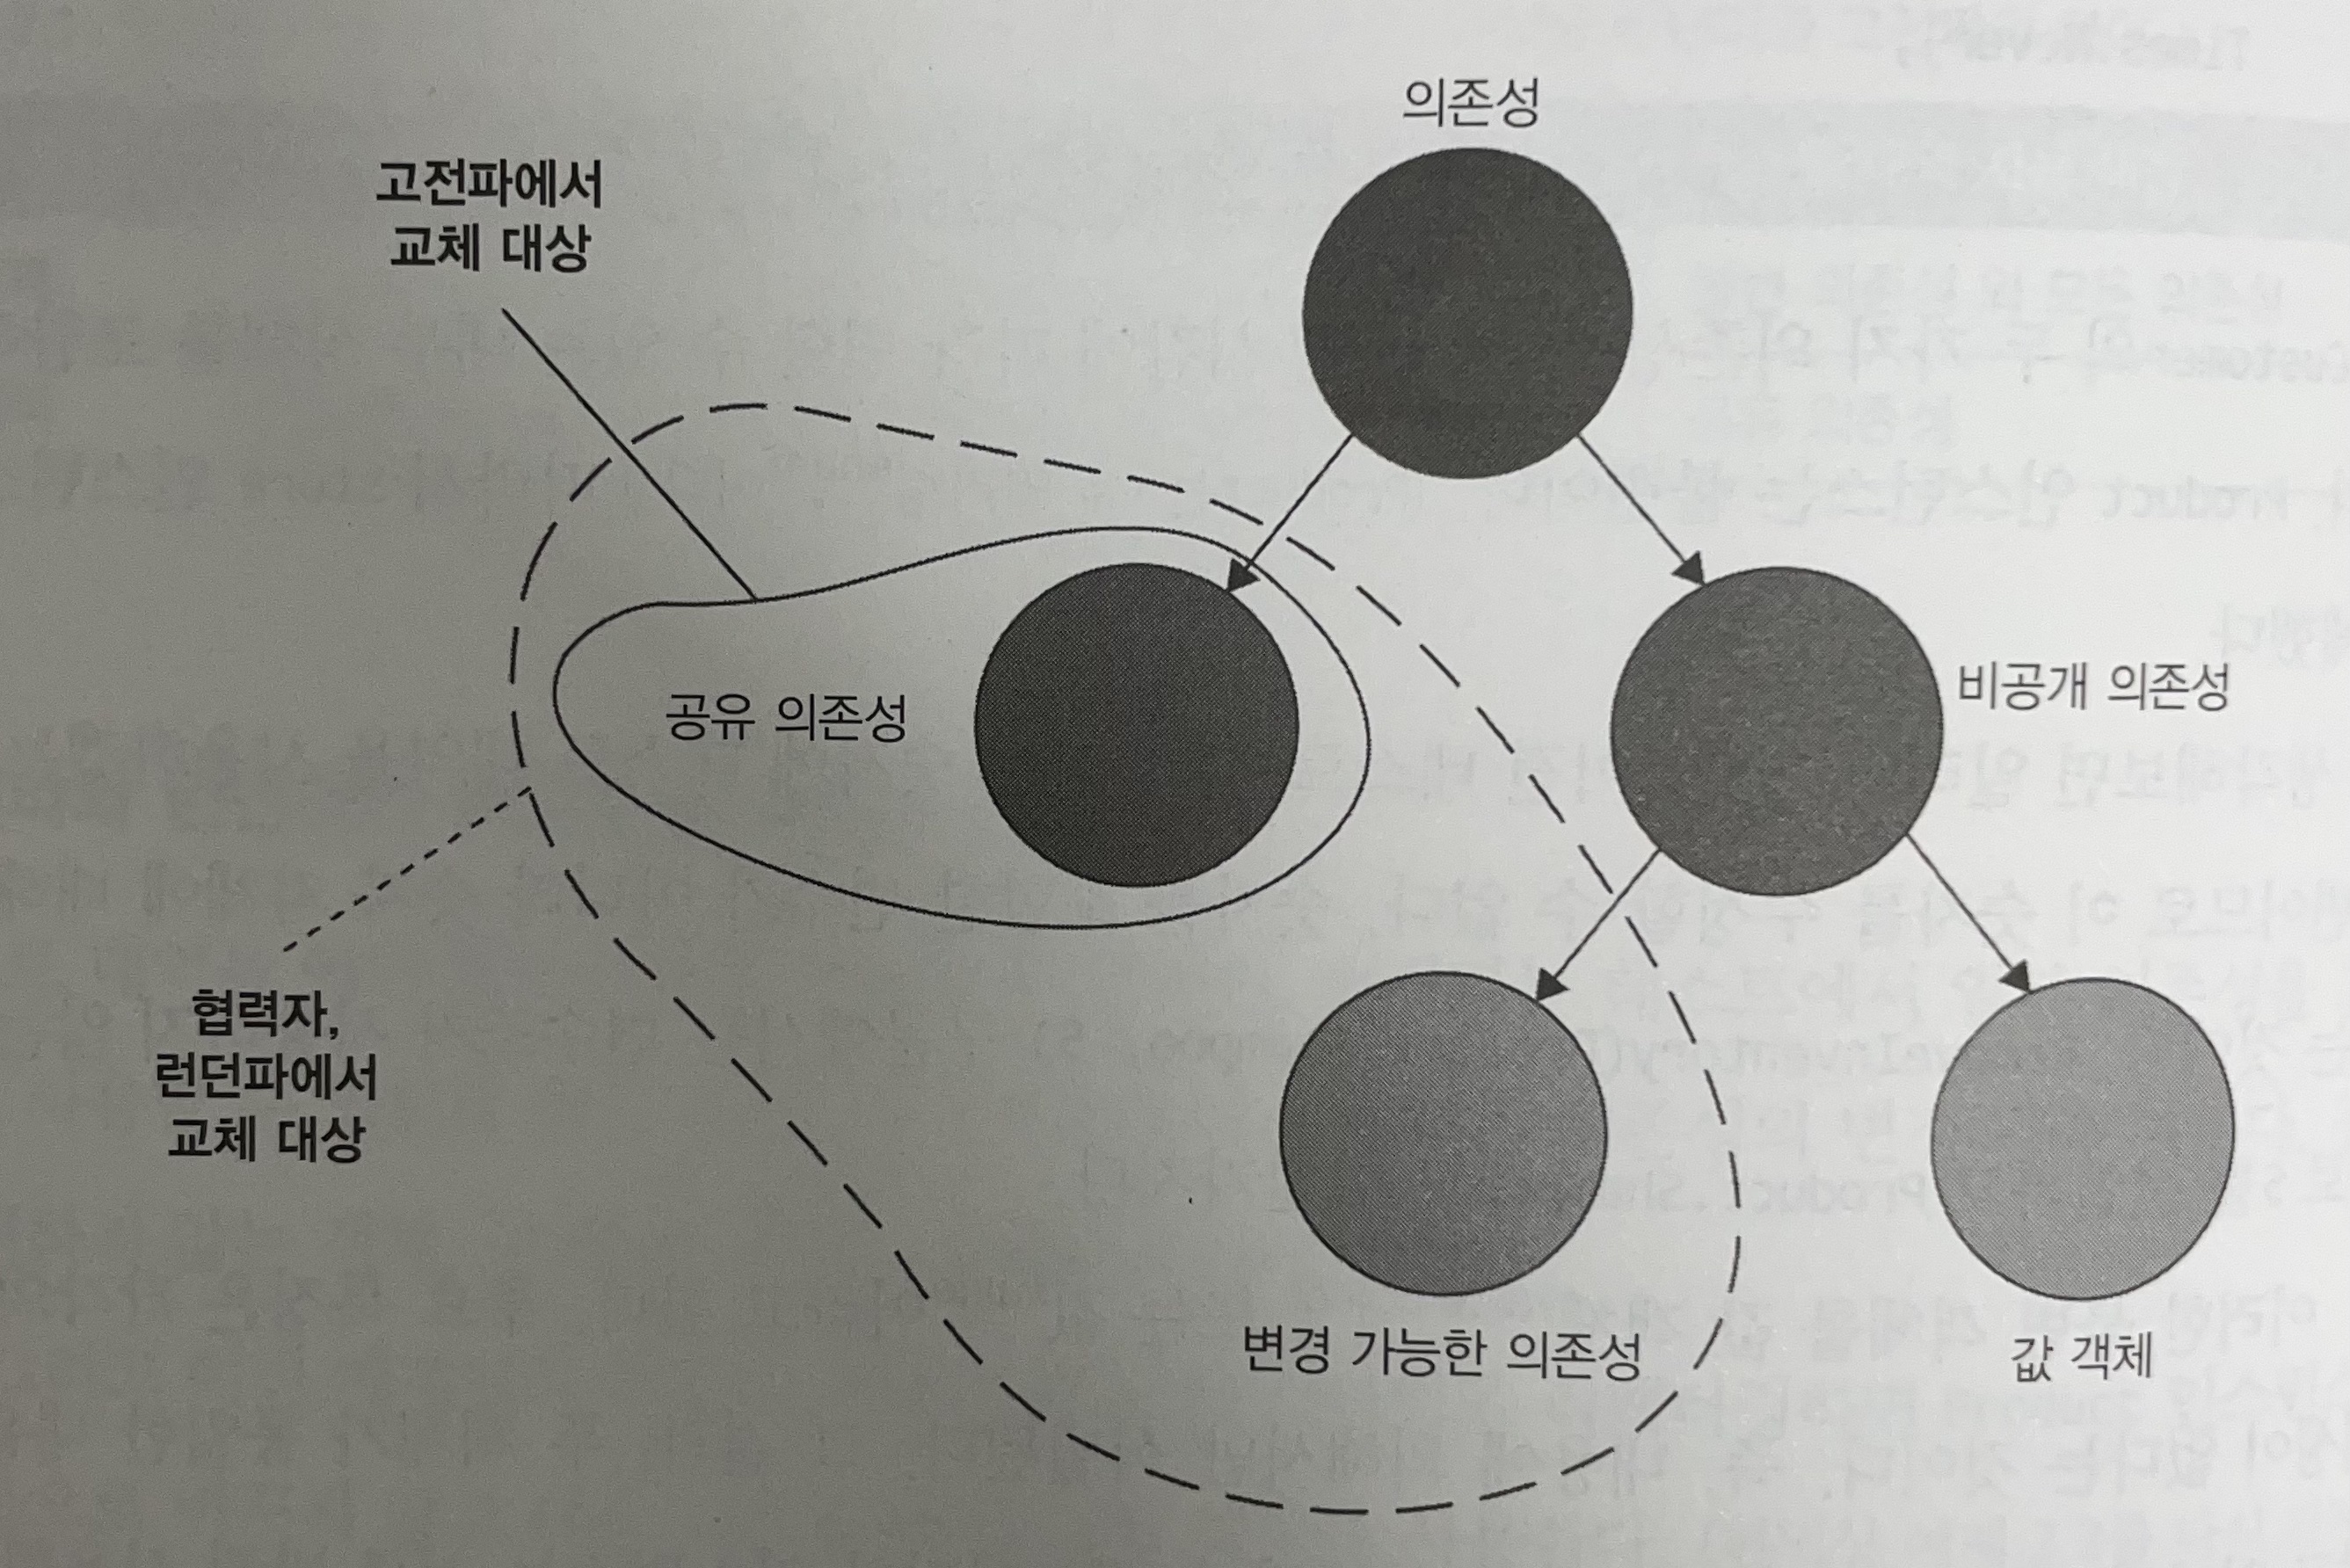 의존성
고전파에서
교체 대상
공유 의존성
비공개 의존성
협력자,
런던파에서
교체 대상
변경 가능한 의존성
값 객체